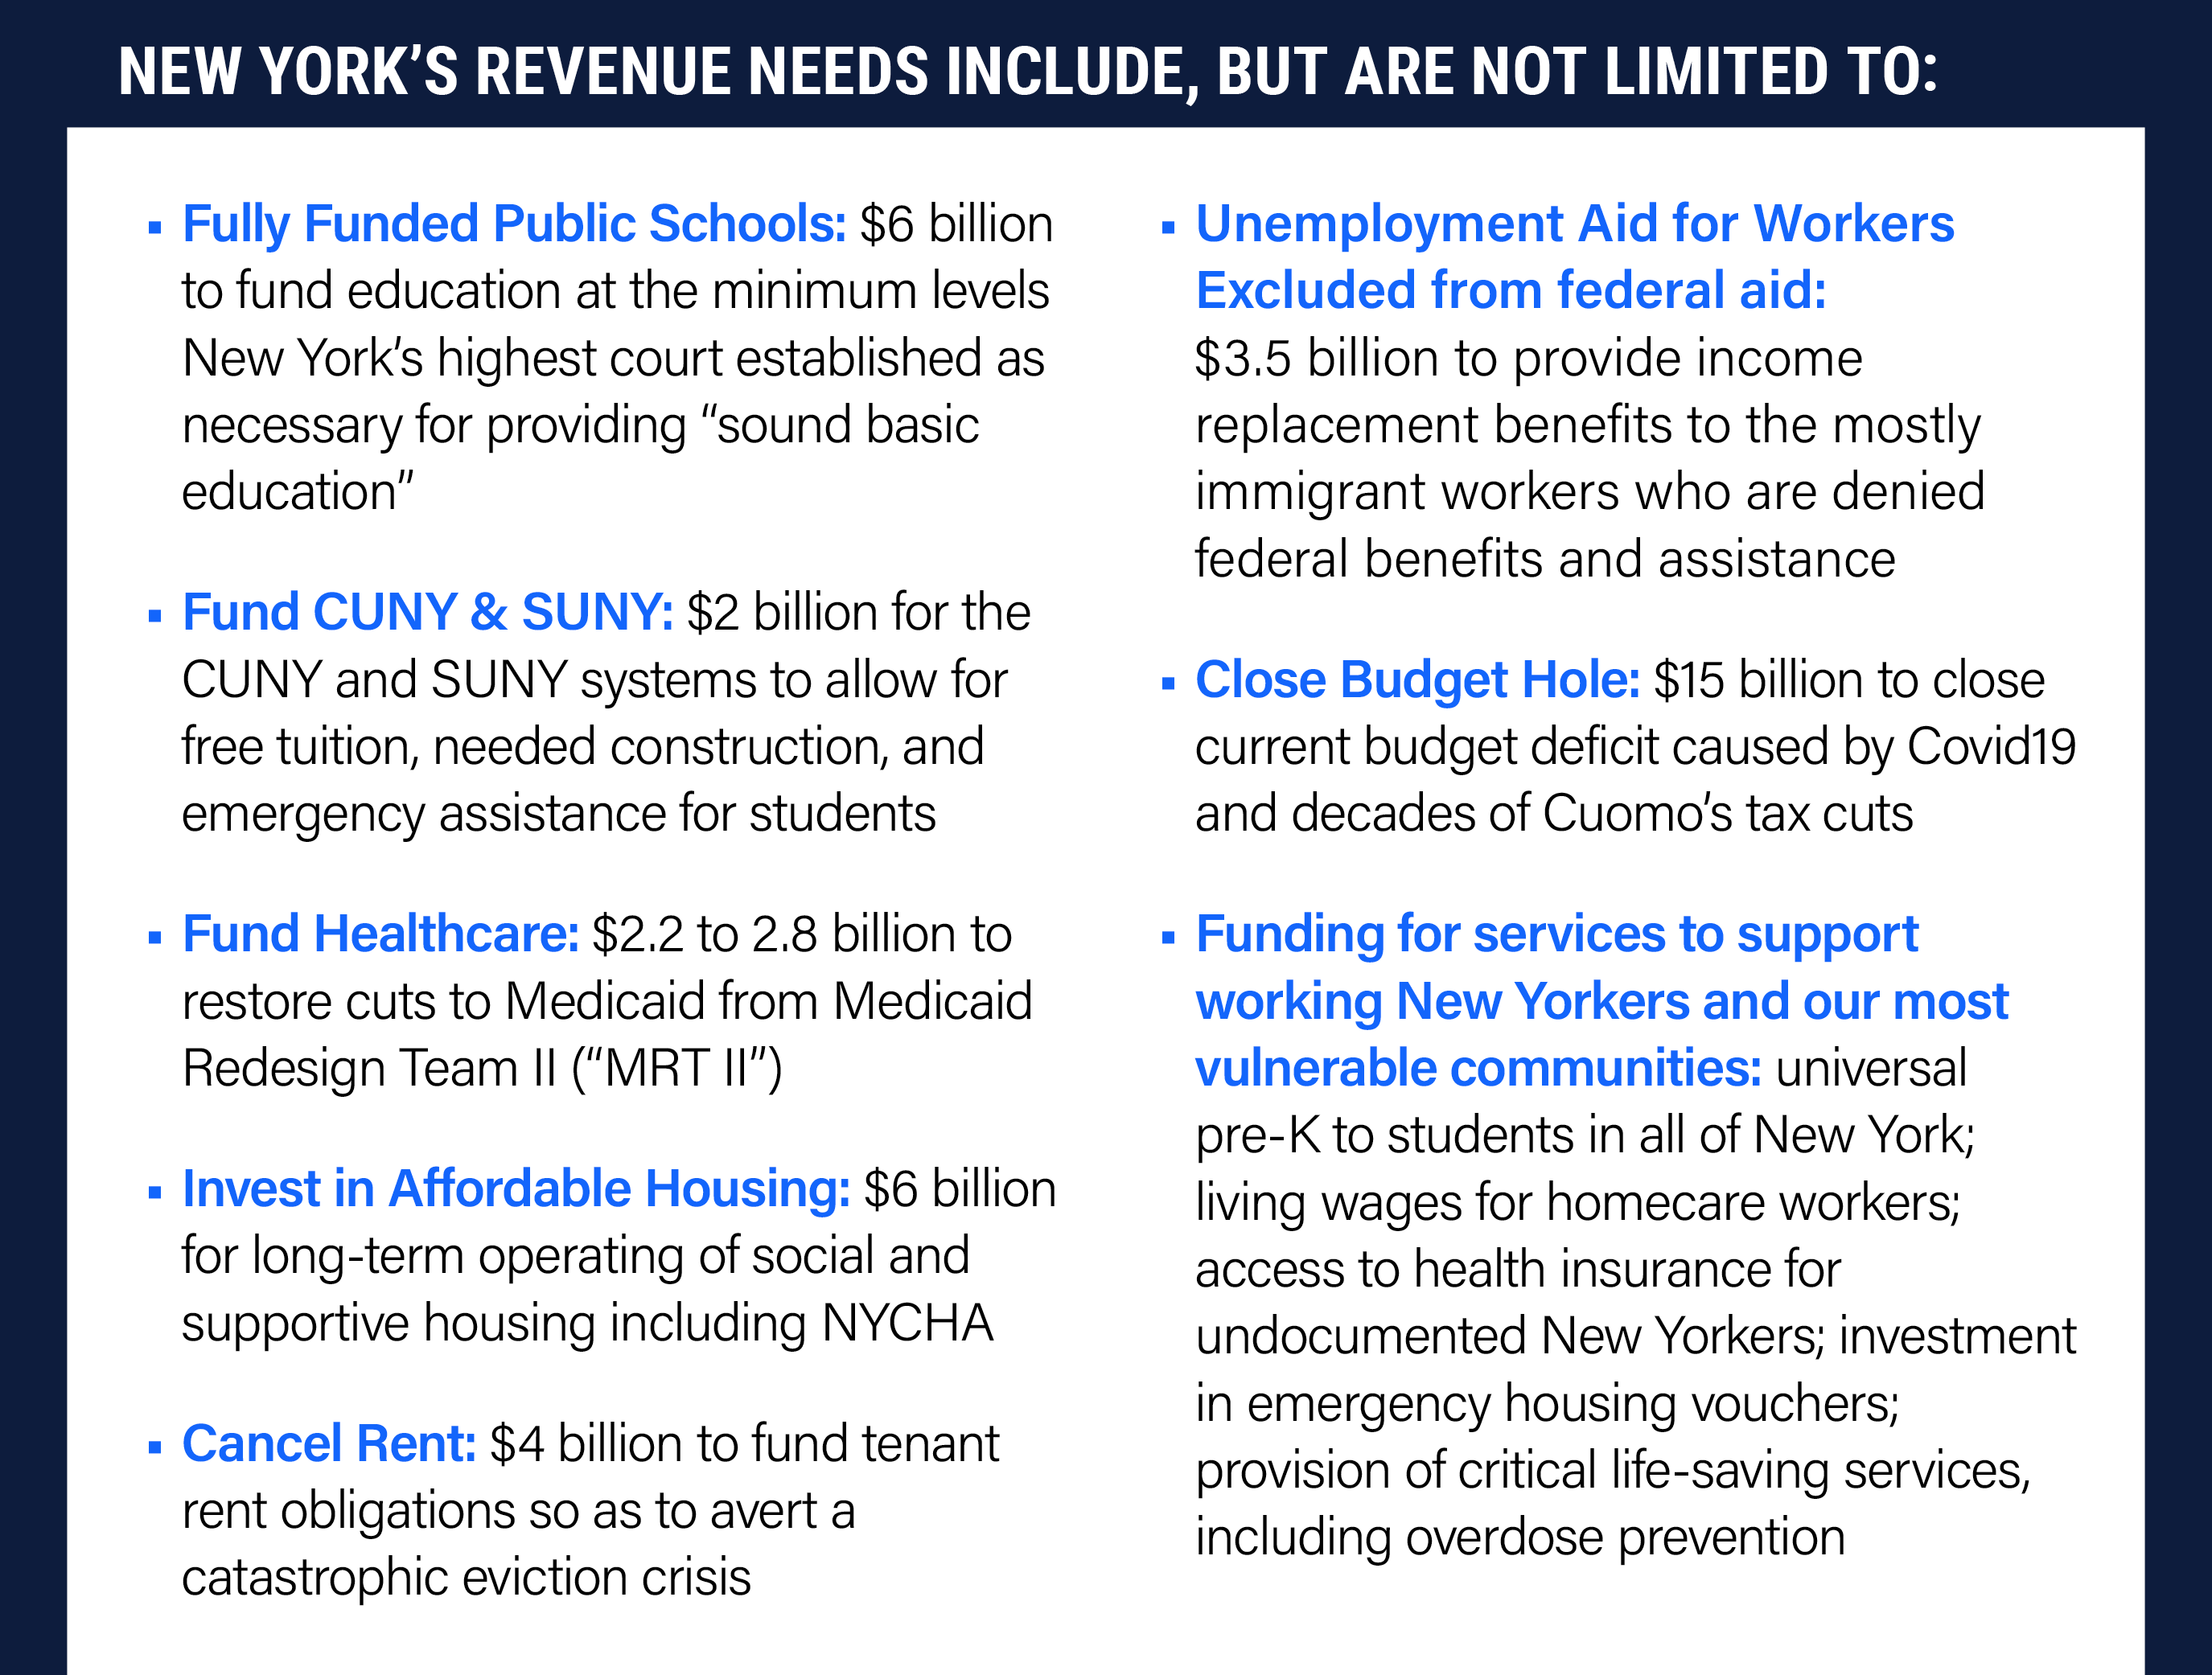 NEW YORK’S REVENUE NEEDS INCLUDE, BUT ARE NOT LIMITED TO:
▪ Fully Funded Public Schools: $6 billion
to fund education at the minimum levels
New York’s highest court established as
necessary for providing “sound basic
education”
▪ Fund CUNY & SUNY: $2 billion for the
CUNY and SUNY systems to allow for
free tuition, needed construction, and
emergency assistance for students
▪ Fund Healthcare: $2.2 to 2.8 billion to
restore cuts to Medicaid from Medicaid
Redesign Team II (“MRT II”)
▪ Invest in Affordable Housing: $6 billion
for long-term operating of social and
supportive housing including NYCHA
▪ Cancel Rent: $4 billion to fund tenant
rent obligations so as to avert a
catastrophic eviction crisis
▪ Unemployment Aid for Workers
Excluded from federal aid:
$3.5 billion to provide income
replacement benefits to the mostly
immigrant workers who are denied
federal benefits and assistance
▪ Close Budget Hole: $15 billion to close
current budget deficit caused by Covid19
and decades of Cuomo’s tax cuts
▪ Funding for services to support
working New Yorkers and our most
vulnerable communities: universal
pre-K to students in all of New York;
living wages for homecare workers;
access to health insurance for
undocumented New Yorkers; investment
in emergency housing vouchers;
provision of critical life-saving services,
including overdose prevention